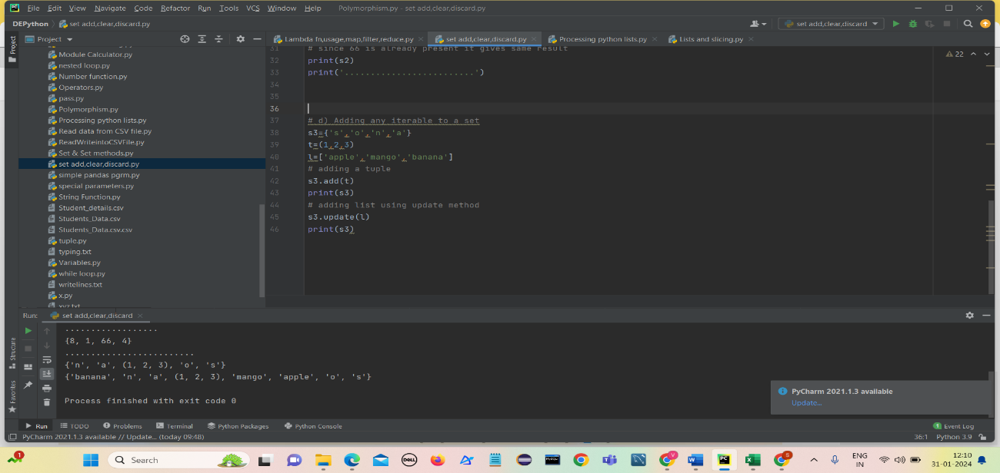 File Edit View Navigate Code Refactor Run Tools VCS Window Help Polymorphism.py - set add,clear,discard.py
DEPython set add,clear,discard.py set add,clear,discard
Project Lambda fn,usage,map,filter,reduce.py set add,clear,discard.py Processing python lists.py Lists and slicing.py
Project
Module Calculator.py
nested loop.py
Number function.py
Operators.py
pass.py
Polymorphism.py
Processing python lists.py
Read data from CSV file.py
ReadWriteintoCSVFile.py
Set & Set methods.py
set add,clear,discard.py
simple pandas pgrm.py
special parameters.py
String Function.py
Student_details.csv
Students_Data.csv
Students_Data.csv.csv
tuple.py
typing.txt
Variables.py
while loop.py
writelines.txt
x.py
xyz.txt
31 # since 66 is already present it gives same result
32 print(s2)
33 print('.........................')
34
35
36
37 # d) Adding any iterable to a set
38 s3={'s','o','n','a'}
39 t=(1,2,3)
40 l=['apple','mango','banana']
41 # adding a tuple
42 s3.add(t)
43 print(s3)
44 # adding list using update method
45 s3.update(l)
46 print(s3)
22
Run: set add,clear,discard
..................
{8, 1, 66, 4}
.........................
{'n', 'a', (1, 2, 3), 'o', 's'}
{'banana', 'n', 'a', (1, 2, 3), 'mango', 'apple', 'o', 's'}
Process finished with exit code 0
Structure
Favorites
PyCharm 2021.1.3 available
Update...
Run TODO Problems Terminal Python Packages Python Console 1 Event Log
PyCharm 2021.1.3 available // Update... (today 09:48) 36:1 Python 3.9
1 Search DELL V W PC X S ENG 12:10
IN 31-01-2024